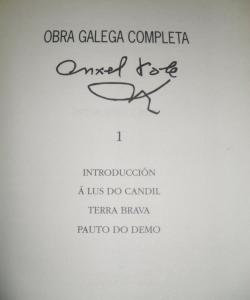 OBRA GALEGA COMPLETA
Anxel Fole
1
INTRODUCCIÓN
Á LUS DO CANDIL
TERRA BRAVA
PAUTO DO DEMO